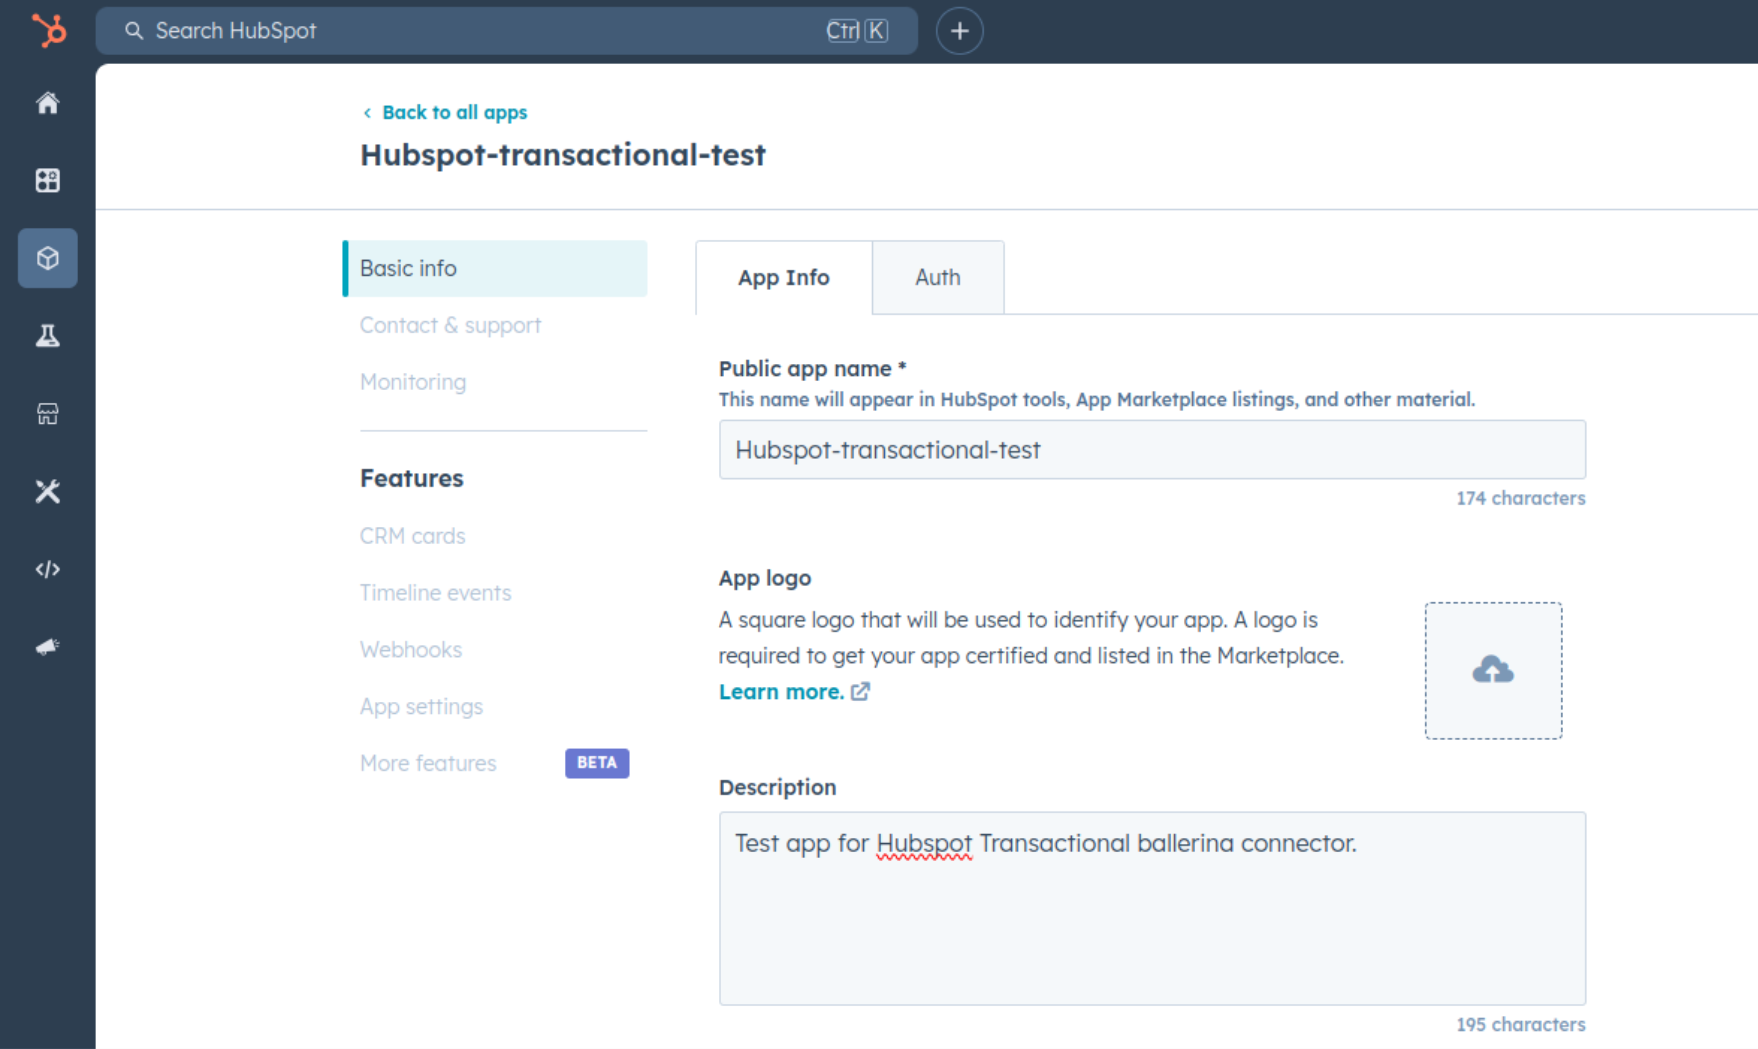 Search HubSpot Ctrl K
Back to all apps
Hubspot-transactional-test
Basic info
Contact & support
Monitoring
Features
CRM cards
Timeline events
Webhooks
App settings
More features BETA
App Info Auth
Public app name *
This name will appear in HubSpot tools, App Marketplace listings, and other material.
Hubspot-transactional-test
174 characters
App logo
A square logo that will be used to identify your app. A logo is
required to get your app certified and listed in the Marketplace.
Learn more.
Description
Test app for Hubspot Transactional ballerina connector.
195 characters